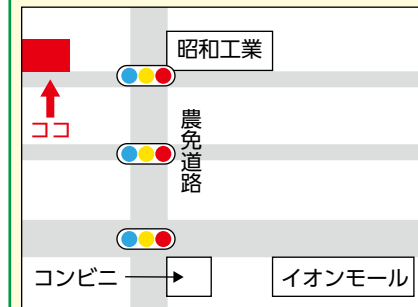 昭和工業
ココ
農免道路
コンビニ
イオンモール